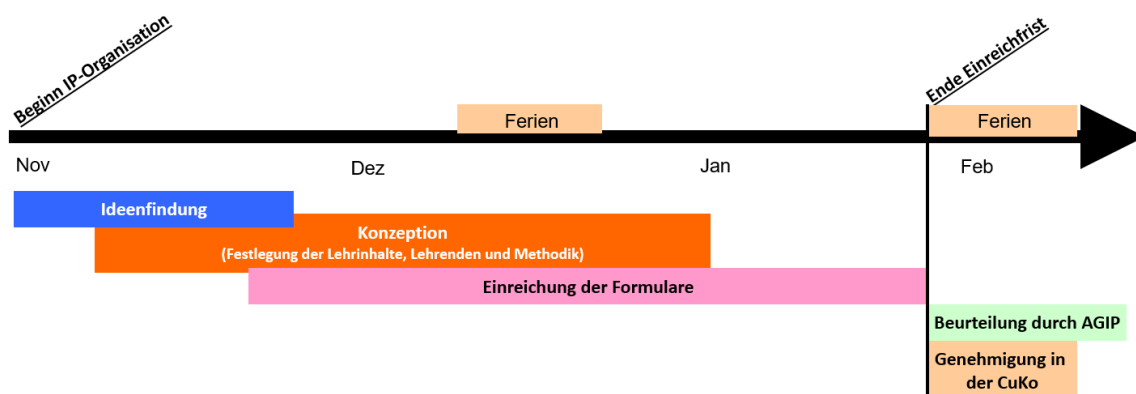 Beginn IP-Organisation
Ende Einreichfrist
Ferien
Ferien
Nov
Dez
Jan
Feb
Ideenfindung
Konzeption
(Festlegung der Lehrinhalte, Lehrenden und Methodik)
Einreichung der Formulare
Beurteilung durch AGIP
Genehmigung in
der CuKo